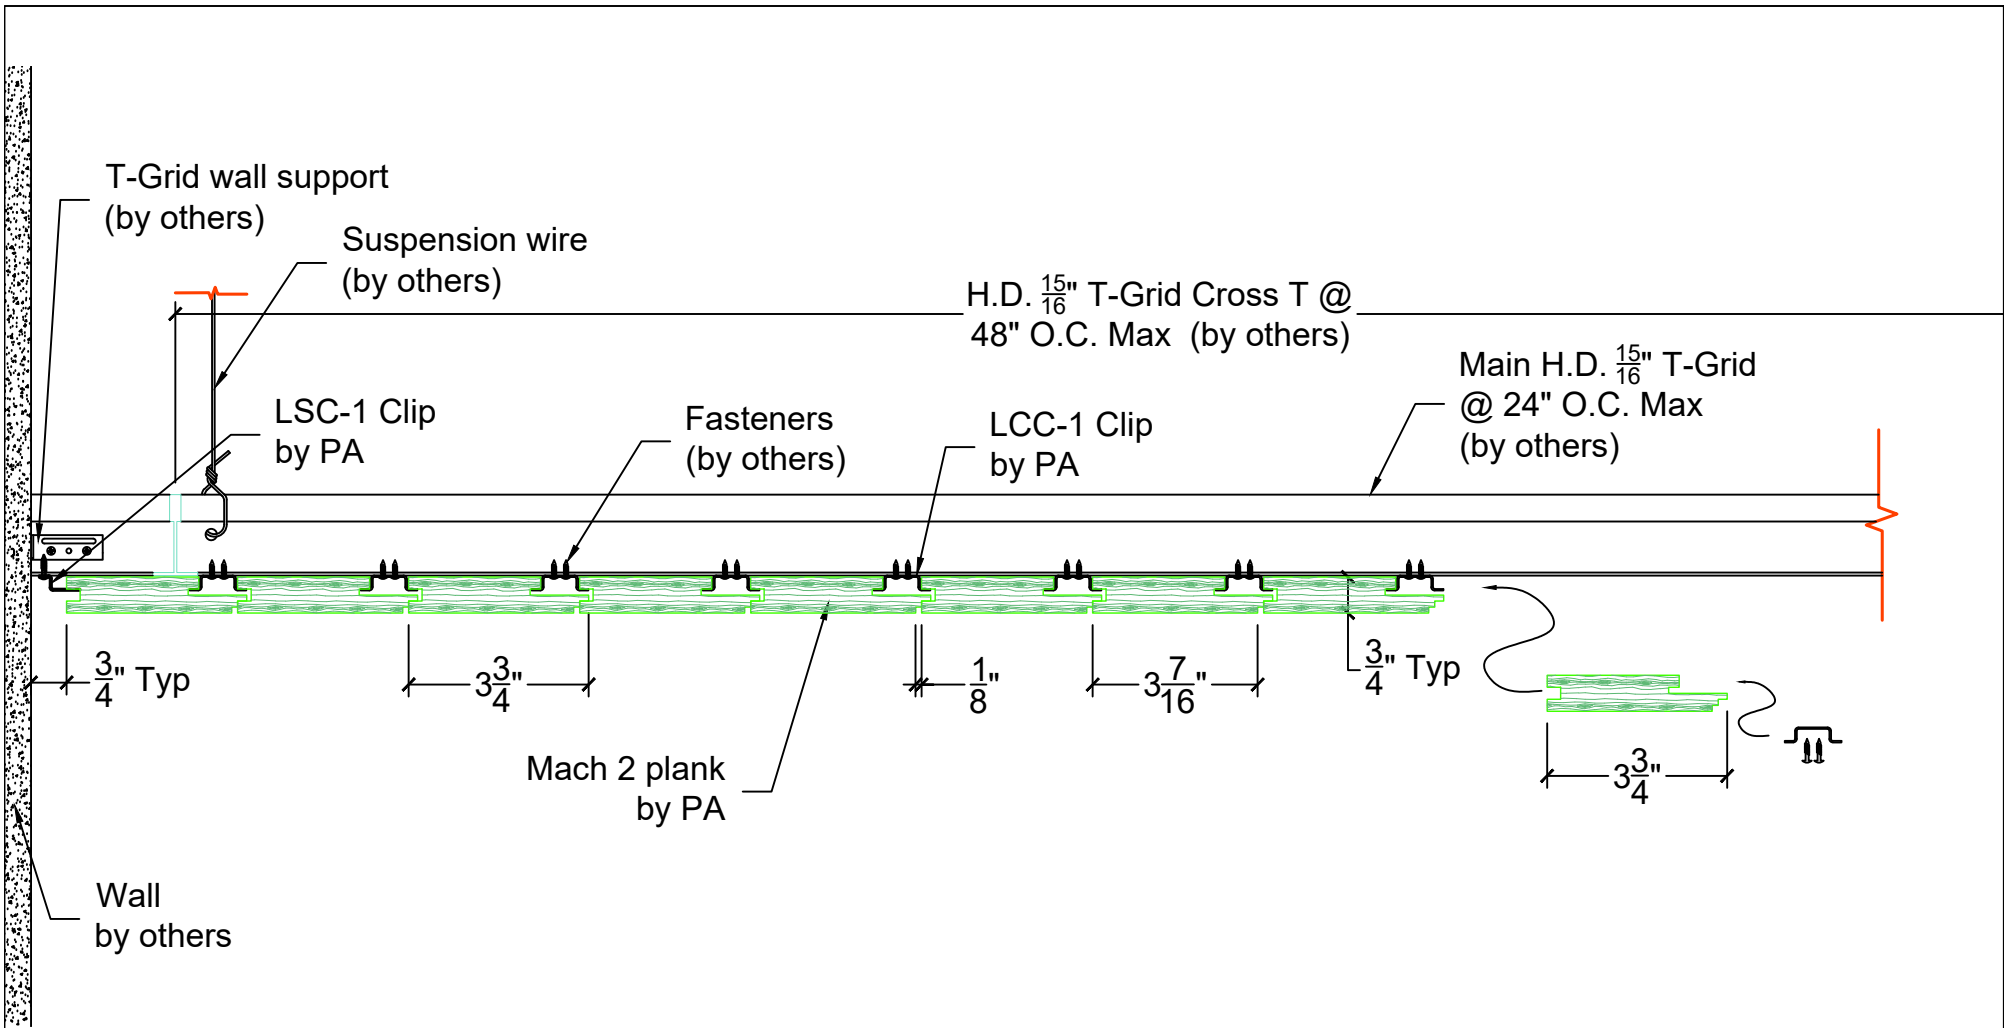 T-Grid wall support
(by others)
Suspension wire
(by others)
H.D. 15/16" T-Grid Cross T @
48" O.C. Max (by others)
Main H.D. 15/16" T-Grid
@ 24" O.C. Max
(by others)
LSC-1 Clip
by PA
Fasteners
(by others)
LCC-1 Clip
by PA
3/4" Typ
3 3/4"
1/8"
3 7/16"
3/4" Typ
3 3/4"
Mach 2 plank
by PA
Wall
by others